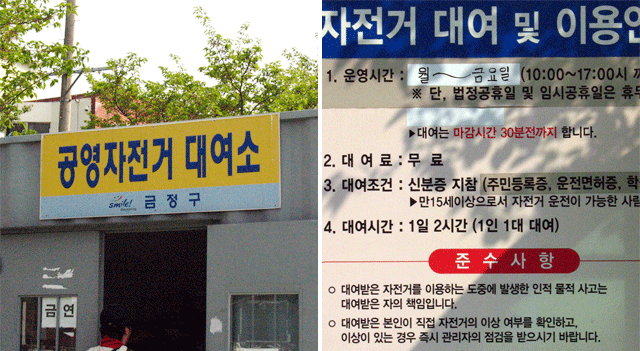 공영자전거 대여소
smile!
금정구
금연
자전거 대여 및 이용안
1. 운영시간 : 월~금요일 (10:00~17:00시
※ 단, 법정공휴일 및 임시공휴일은 휴무
▶대여는 마감시간 30분전까지 합니다.
2. 대 여 료 : 무 료
3. 대여조건 : 신분증 지참 (주민등록증, 운전면허증, 학
▶만15세이상으로서 자전거 운전이 가능한 사람
4. 대여시간 : 1일 2시간 (1인 1대 대여)
준 수 사 항
○ 대여받은 자전거를 이용하는 도중에 발생한 인적 물적 사고는
대여받은 자의 책임입니다.
○ 대여받은 본인이 직접 자전거의 이상 여부를 확인하고,
이상이 있는 경우 즉시 관리자의 점검을 받으시기 바랍니다.